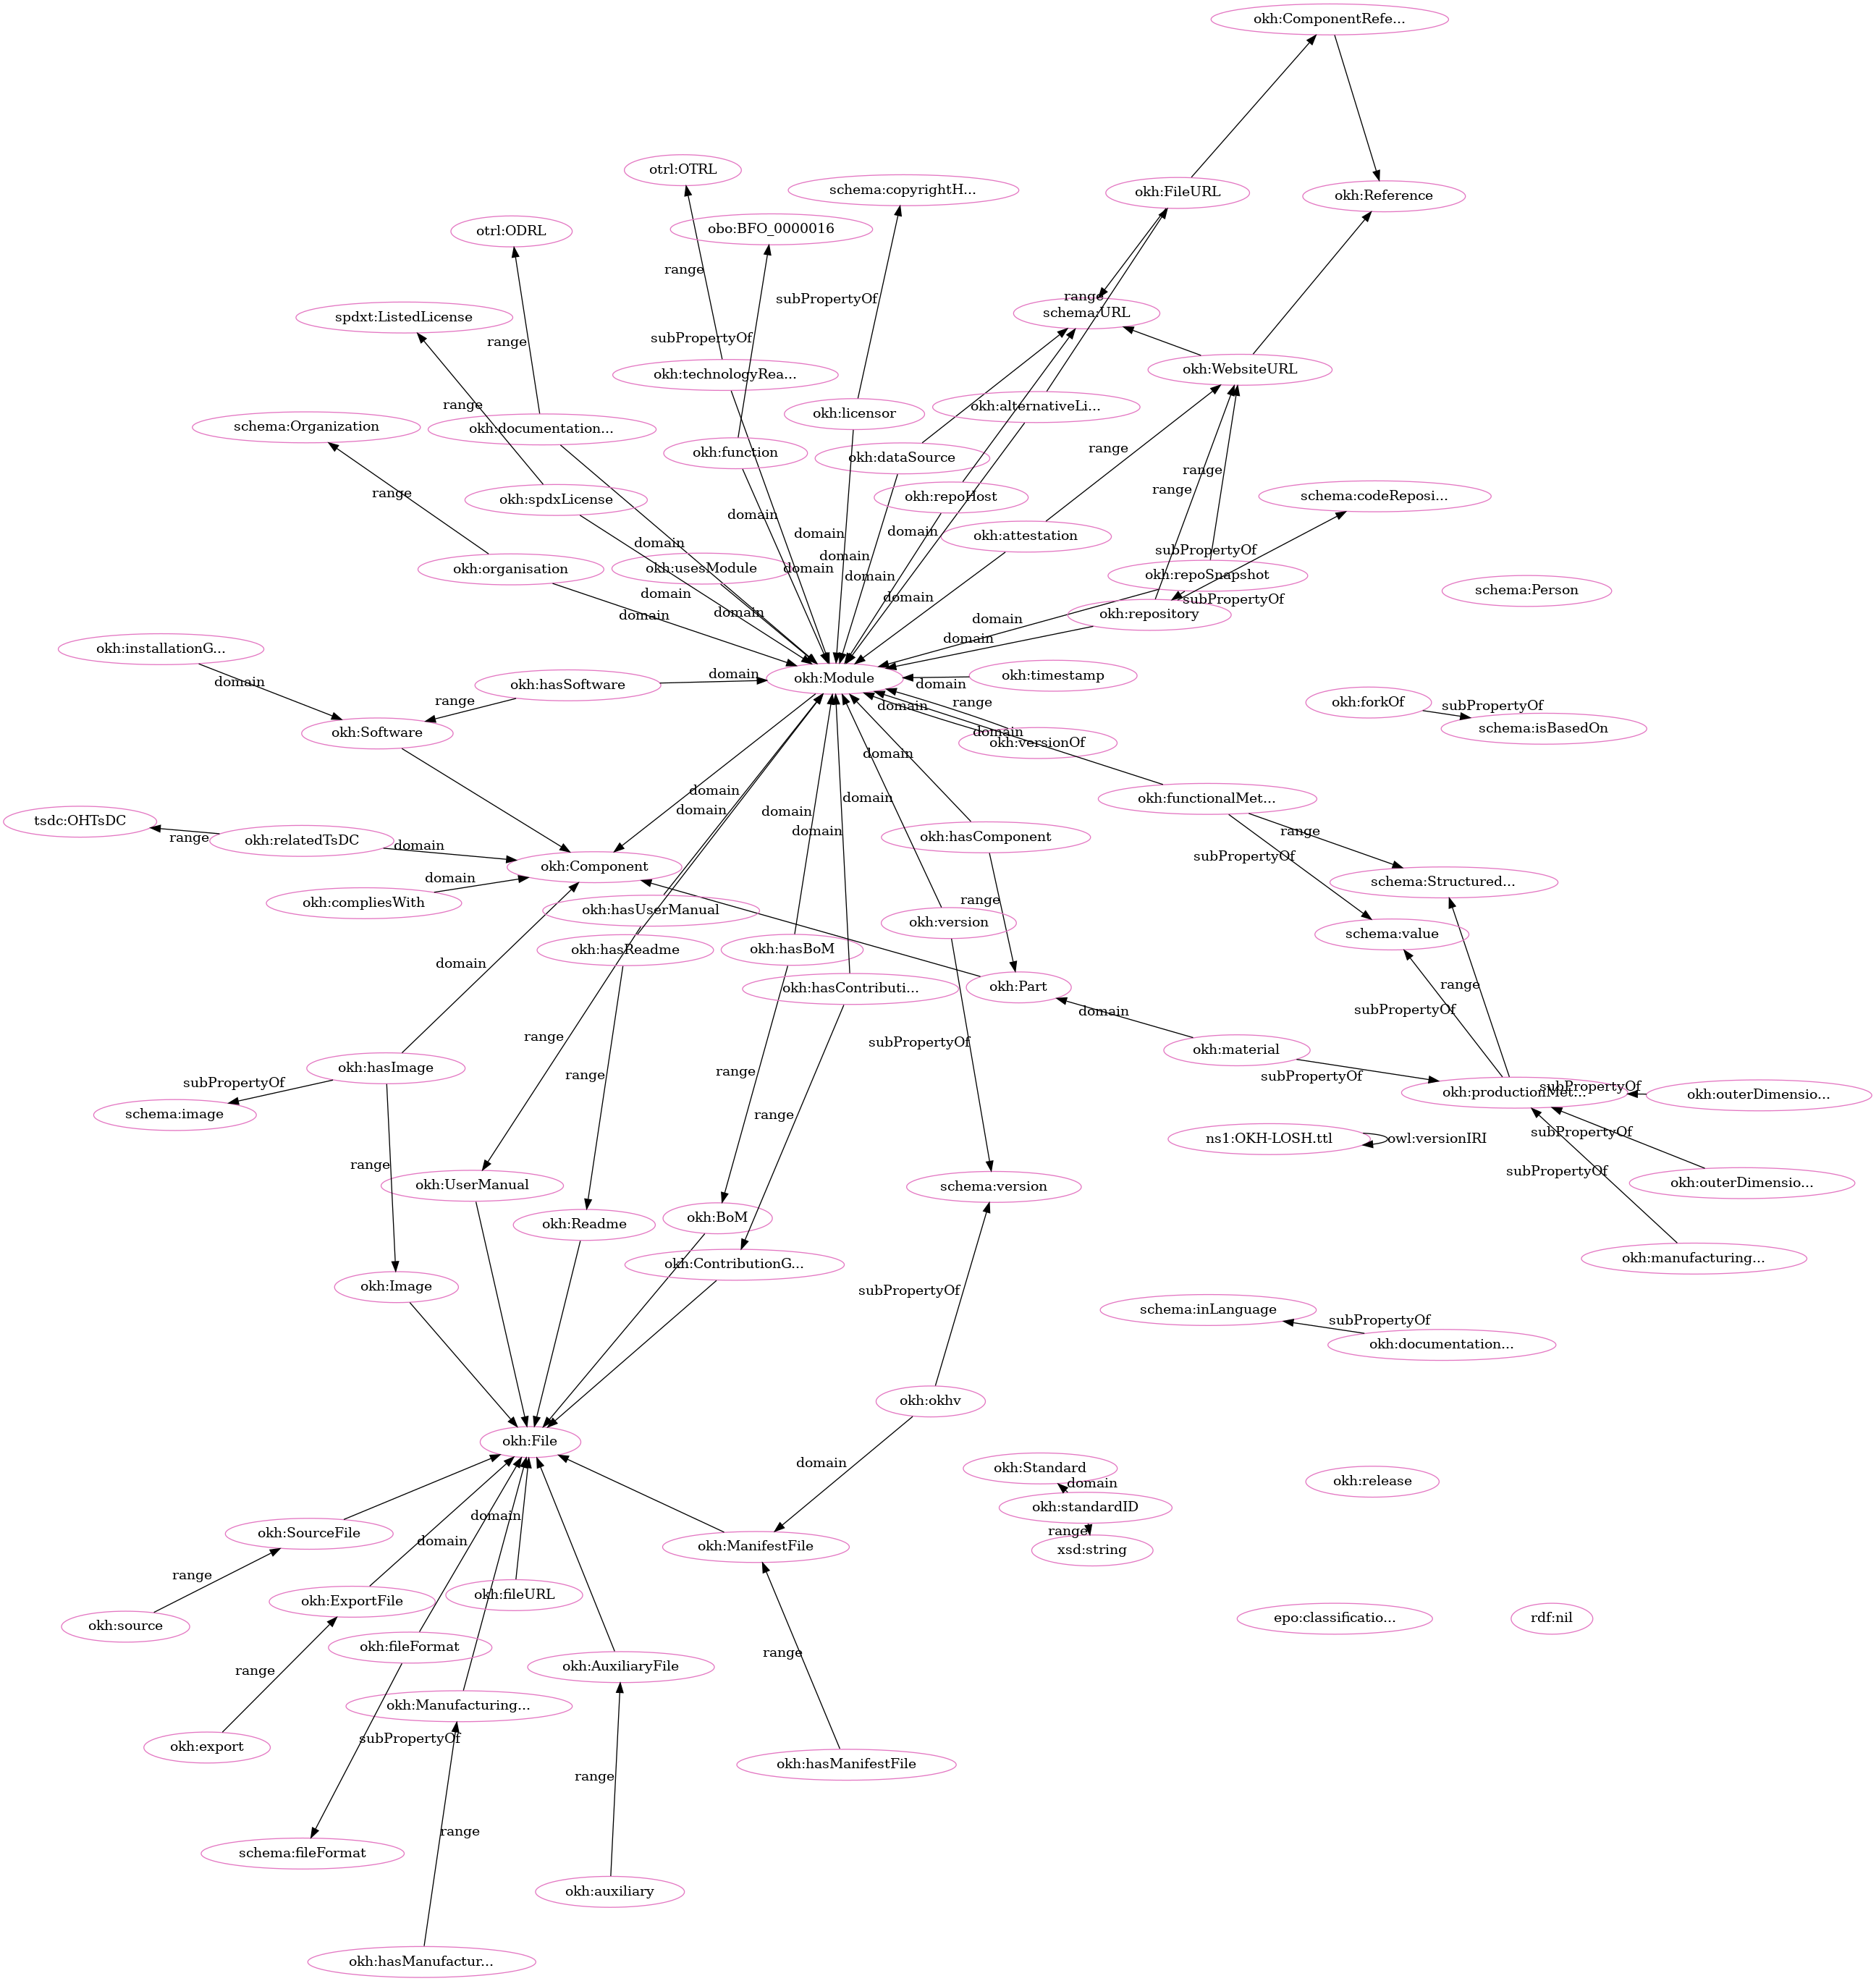 okh:ComponentRefe...
otrl:OTRL
schema:copyrightH...
okh:FileURL
okh:Reference
otrl:ODRL
obo:BFO_0000016
range
subPropertyOf
range
spdxt:ListedLicense
schema:URL
range
subPropertyOf
okh:technologyRea...
okh:WebsiteURL
range
okh:licensor
okh:alternativeLi...
schema:Organization
okh:documentation...
okh:function
range
okh:dataSource
range
range
range
okh:spdxLicense
okh:repoHost
schema:codeReposi...
domain
domain
domain
okh:attestation
domain
domain
domain
domain
subPropertyOf
okh:organisation
okh:usesModule
okh:repoSnapshot
schema:Person
domain
domain
domain
domain
subPropertyOf
okh:repository
domain
domain
okh:installationG...
domain
okh:hasSoftware
domain
okh:Module
okh:timestamp
domain
range
range
domain
okh:forkOf
subPropertyOf
okh:Software
domain
okh:versionOf
schema:isBasedOn
domain
domain
okh:functionalMet...
domain
domain
domain
tsdc:OHTsDC
range
okh:relatedTsDC
domain
domain
okh:hasComponent
range
okh:Component
subPropertyOf
domain
okh:compliesWith
okh:hasUserManual
range
schema:Structured...
okh:version
schema:value
okh:hasReadme
okh:hasBoM
domain
okh:hasContributi...
okh:Part
range
subPropertyOf
domain
range
subPropertyOf
okh:material
okh:hasImage
range
range
subPropertyOf
subPropertyOf
subPropertyOf
okh:productionMet...
okh:outerDimensio...
schema:image
range
subPropertyOf
ns1:OKH-LOSH.ttl
owl:versionIRI
range
subPropertyOf
okh:UserManual
schema:version
okh:outerDimensio...
okh:Readme
okh:BoM
okh:ContributionG...
okh:manufacturing...
okh:Image
subPropertyOf
schema:inLanguage
subPropertyOf
okh:documentation...
okh:okhv
okh:File
domain
okh:Standard
domain
okh:release
okh:standardID
domain
okh:SourceFile
domain
okh:ManifestFile
range
xsd:string
range
okh:ExportFile
okh:fileURL
okh:source
epo:classificatio...
rdf:nil
okh:fileFormat
range
okh:AuxiliaryFile
range
okh:Manufacturing...
okh:export
subPropertyOf
okh:hasManifestFile
range
range
schema:fileFormat
okh:auxiliary
okh:hasManufactur...